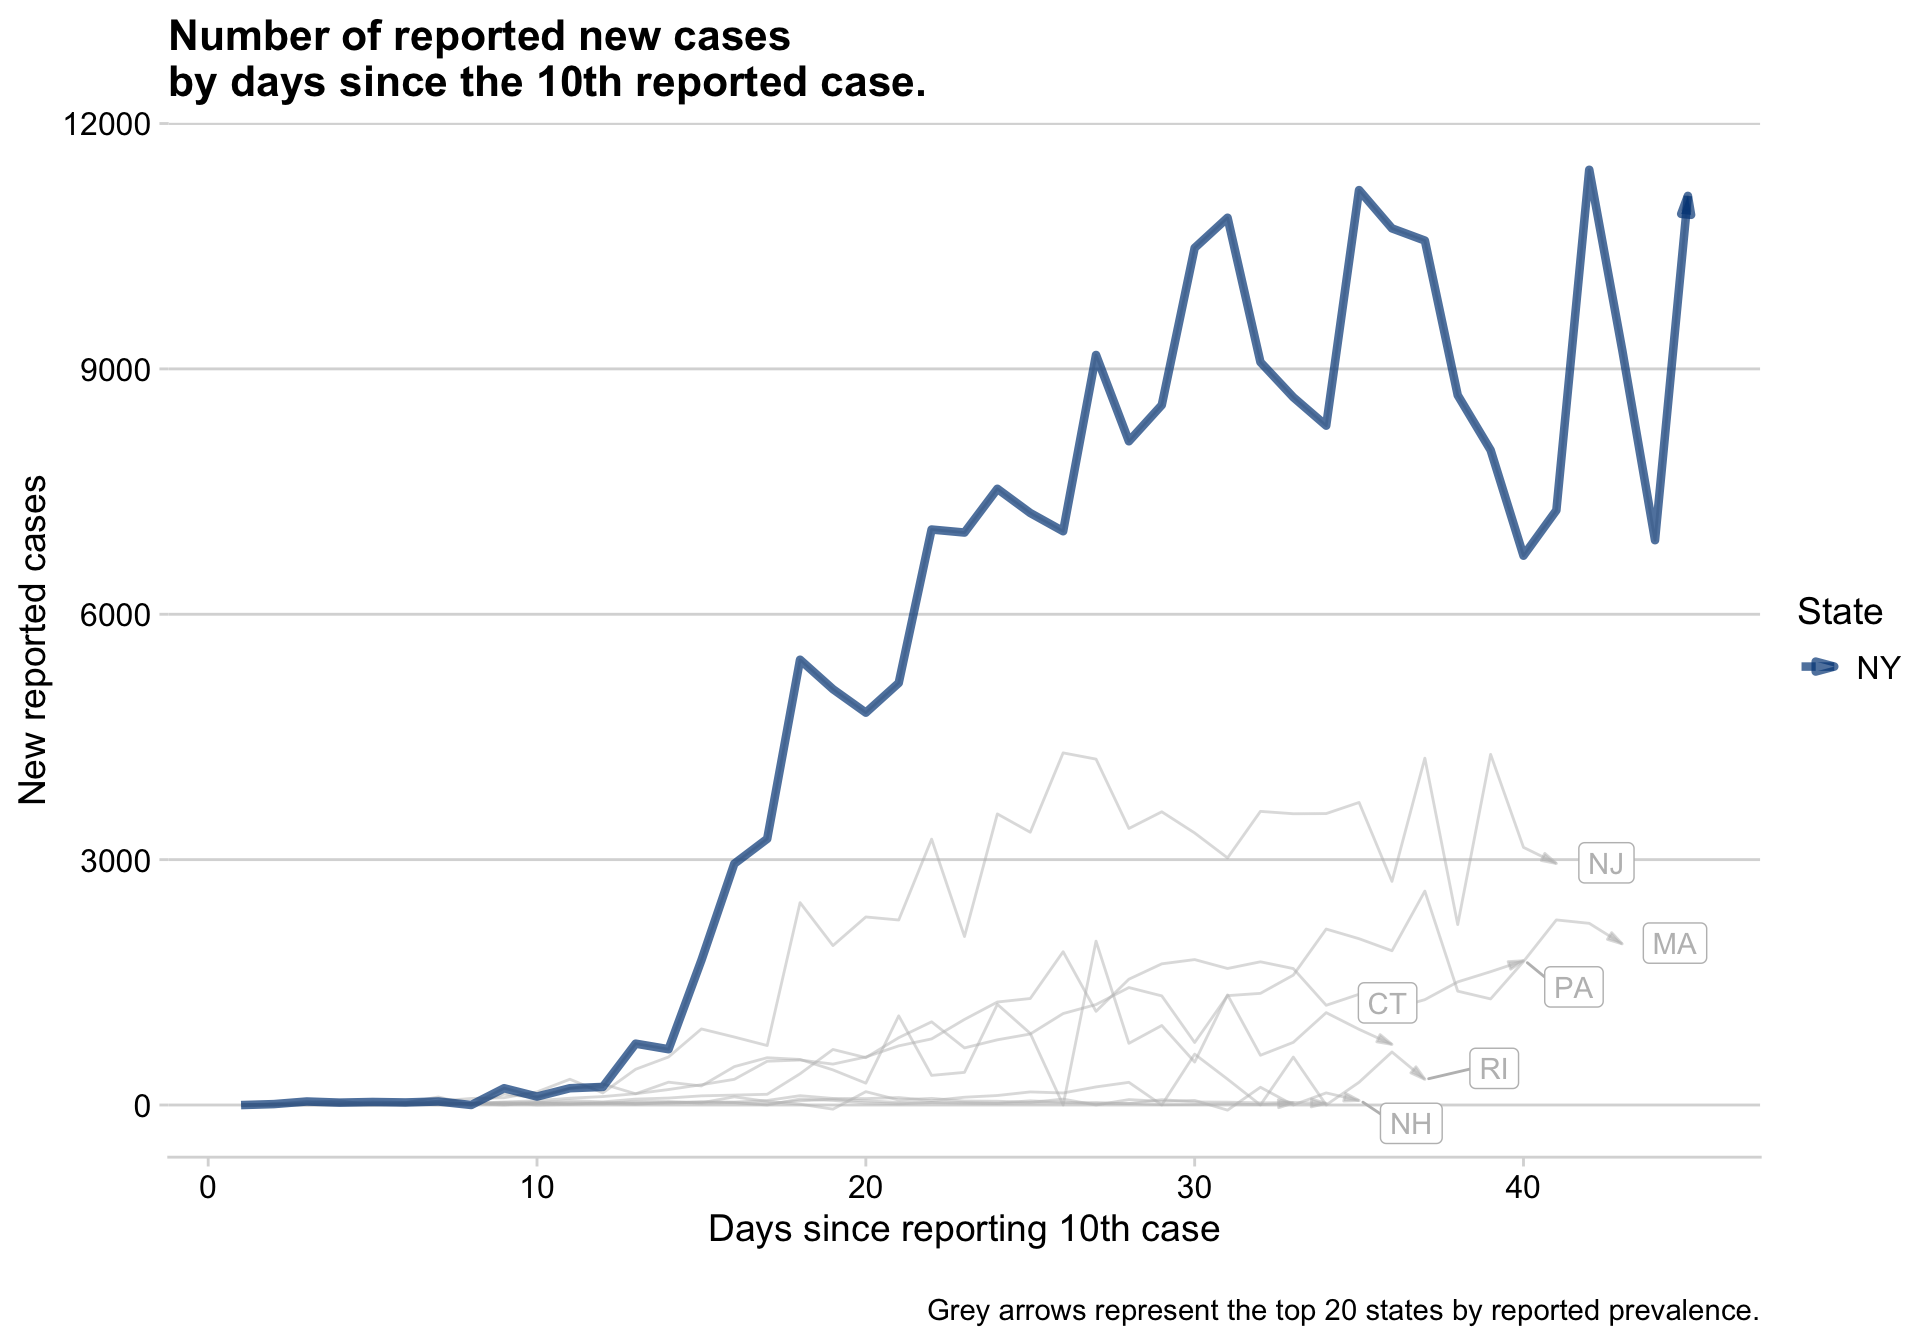 Number of reported new cases
by days since the 10th reported case.
12000
9000
6000
3000
0
New reported cases
State
NY
NJ
MA
PA
CT
RI
NH
0 10 20 30 40
Days since reporting 10th case
Grey arrows represent the top 20 states by reported prevalence.